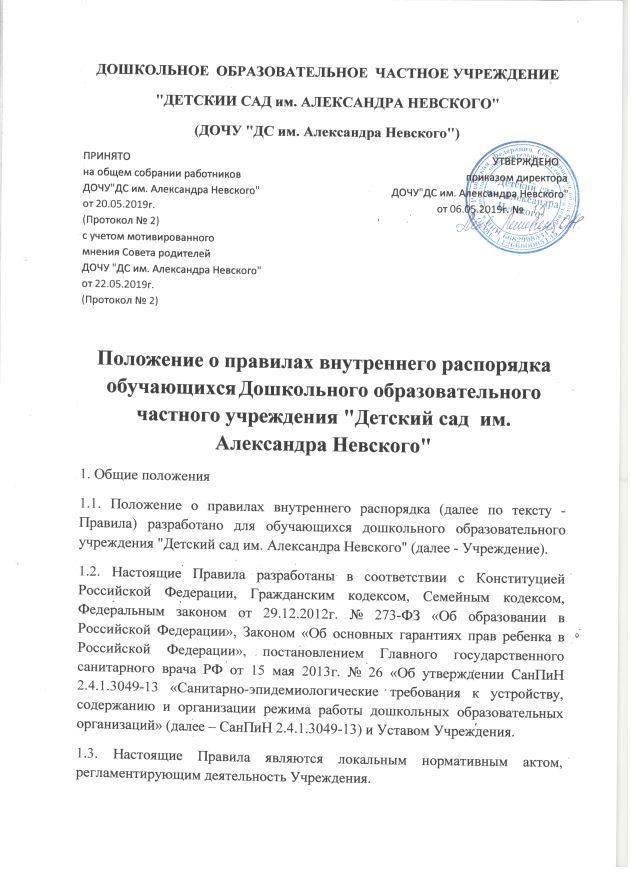 ДОШКОЛЬНОЕ ОБРАЗОВАТЕЛЬНОЕ ЧАСТНОЕ УЧРЕЖДЕНИЕ
"ДЕТСКИИ САД им. АЛЕКСАНДРА НЕВСКОГО"
(ДОЧУ "ДС им. Александра Невского")
ПРИНЯТО
на общем собрании работников
ДОЧУ"ДС им. Александра Невского"
от 20.05.2019г.
(Протокол № 2)
с учетом мотивированного
мнения Совета родителей
ДОЧУ "ДС им. Александра Невского"
от 22.05.2019г.
(Протокол № 2)
УТВЕРЖДЕНО
приказом директора
ДОЧУ"ДС им. Александра Невского"
от 06.05.2019г. №
Положение о правилах внутреннего распорядка
обучающихся Дошкольного образовательного
частного учреждения "Детский сад им.
Александра Невского"
1. Общие положения
1.1. Положение о правилах внутреннего распорядка (далее по тексту -
Правила) разработано для обучающихся дошкольного образовательного
учреждения "Детский сад им. Александра Невского" (далее - Учреждение).
1.2. Настоящие Правила разработаны в соответствии с Конституцией
Российской Федерации, Гражданским кодексом, Семейным кодексом,
Федеральным законом от 29.12.2012г. № 273-ФЗ «Об образовании в
Российской Федерации», Законом «Об основных гарантиях прав ребенка в
Российской Федерации», постановлением Главного государственного
санитарного врача РФ от 15 мая 2013г. № 26 «Об утверждении СанПиН
2.4.1.3049-13 «Санитарно-эпидемиологические требования к устройству,
содержанию и организации режима работы дошкольных образовательных
организаций» (далее – СанПиН 2.4.1.3049-13) и Уставом Учреждения.
1.3. Настоящие Правила являются локальным нормативным актом,
регламентирующим деятельность Учреждения.